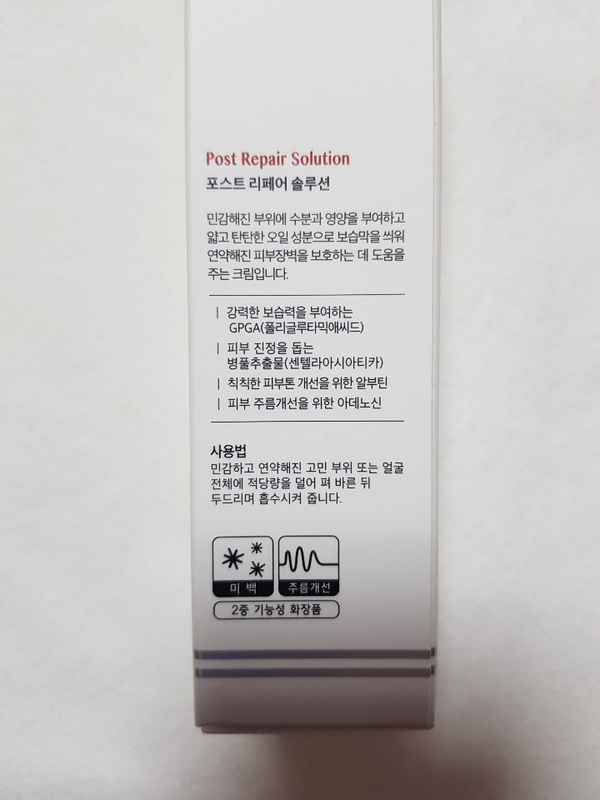 Post Repair Solution
포스트 리페어 솔루션
민감해진 부위에 수분과 영양을 부여하고
얇고 탄탄한 오일 성분으로 보습막을 씌워
연약해진 피부장벽을 보호하는 데 도움을
주는 크림입니다.
| 강력한 보습력을 부여하는
GPGA(폴리글루타믹애씨드)
| 피부 진정을 돕는
병풀추출물(센텔라아시아티카)
| 칙칙한 피부톤 개선을 위한 알부틴
| 피부 주름개선을 위한 아데노신
사용법
민감하고 연약해진 고민 부위 또는 얼굴
전체에 적당량을 덜어 펴 바른 뒤
두드리며 흡수시켜 줍니다.
미 백 주름개선
2중 기능성 화장품